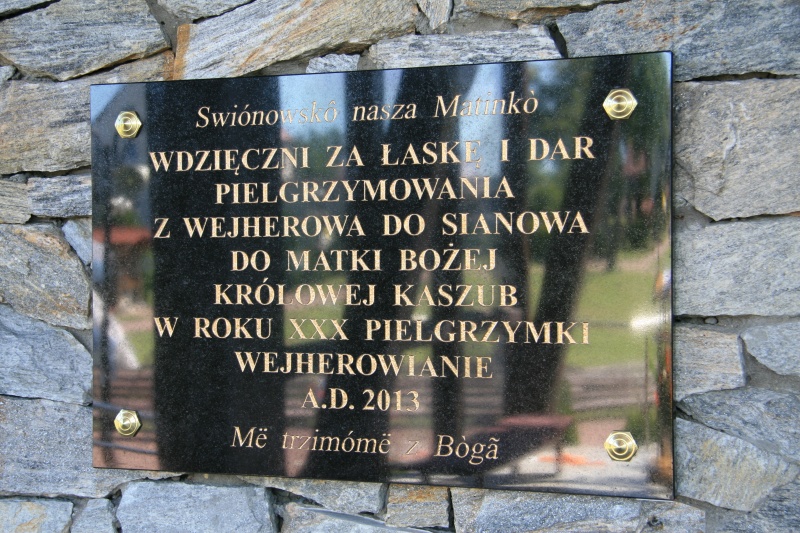 Swiónowskô nasza Matinkò
WDZIĘCZNI ZA ŁASKĘ I DAR
PIELGRZYMOWANIA
Z WEJHEROWA DO SIANOWA
DO MATKI BOŻEJ
KRÓLOWEJ KASZUB
W ROKU XXX PIELGRZYMKI
WEJHEROWIANIE
A.D. 2013
Më trzimómë z Bògã